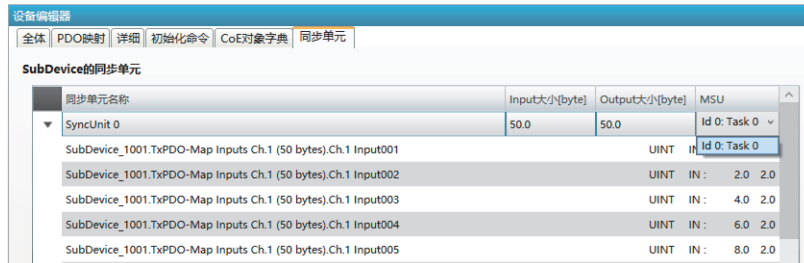 设备编辑器
全体 PDO映射 详细 初始化命令 CoE对象字典 同步单元
SubDevice的同步单元
同步单元名称 Input大小[byte] Output大小[byte] MSU
SyncUnit 0 50.0 50.0 Id 0: Task 0
Id 0: Task 0
SubDevice_1001.TxPDO-Map Inputs Ch.1 (50 bytes).Ch.1 Input001 UINT
SubDevice_1001.TxPDO-Map Inputs Ch.1 (50 bytes).Ch.1 Input002 UINT IN : 2.0 2.0
SubDevice_1001.TxPDO-Map Inputs Ch.1 (50 bytes).Ch.1 Input003 UINT IN : 4.0 2.0
SubDevice_1001.TxPDO-Map Inputs Ch.1 (50 bytes).Ch.1 Input004 UINT IN : 6.0 2.0
SubDevice_1001.TxPDO-Map Inputs Ch.1 (50 bytes).Ch.1 Input005 UINT IN : 8.0 2.0